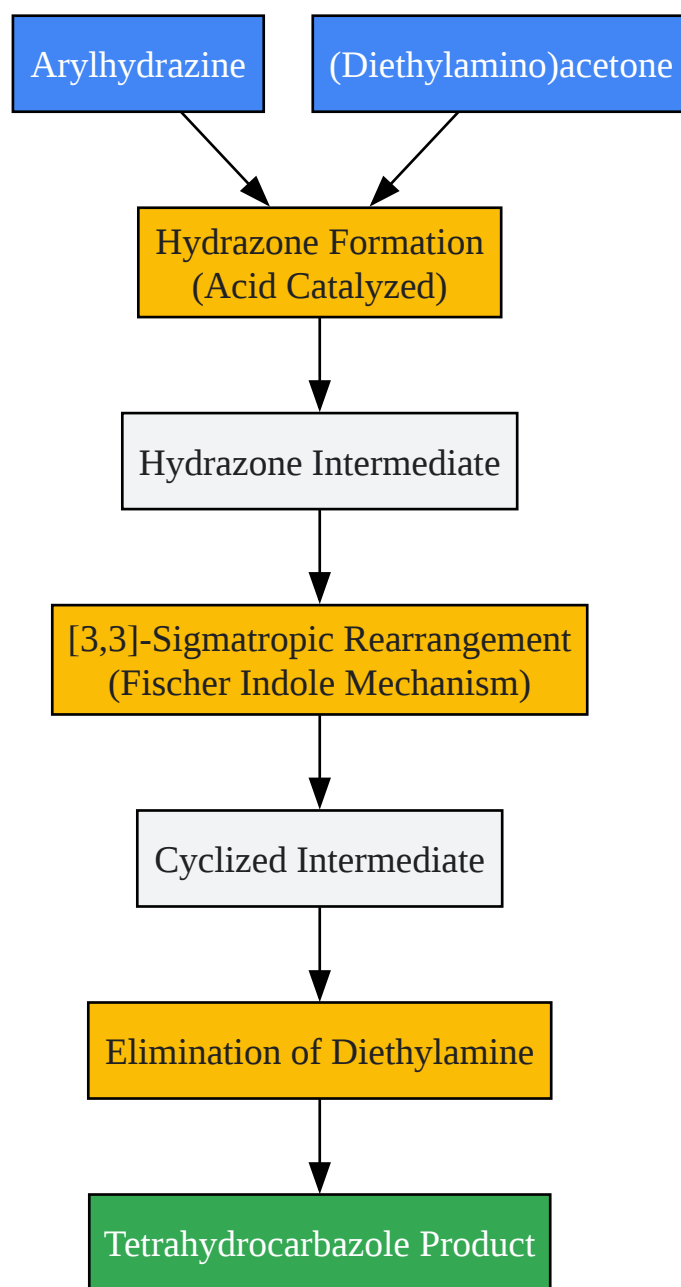 Arylhydrazine
(Diethylamino)acetone
Hydrazone Formation
(Acid Catalyzed)
Hydrazone Intermediate
[3,3]-Sigmatropic Rearrangement
(Fischer Indole Mechanism)
Cyclized Intermediate
Elimination of Diethylamine
Tetrahydrocarbazole Product